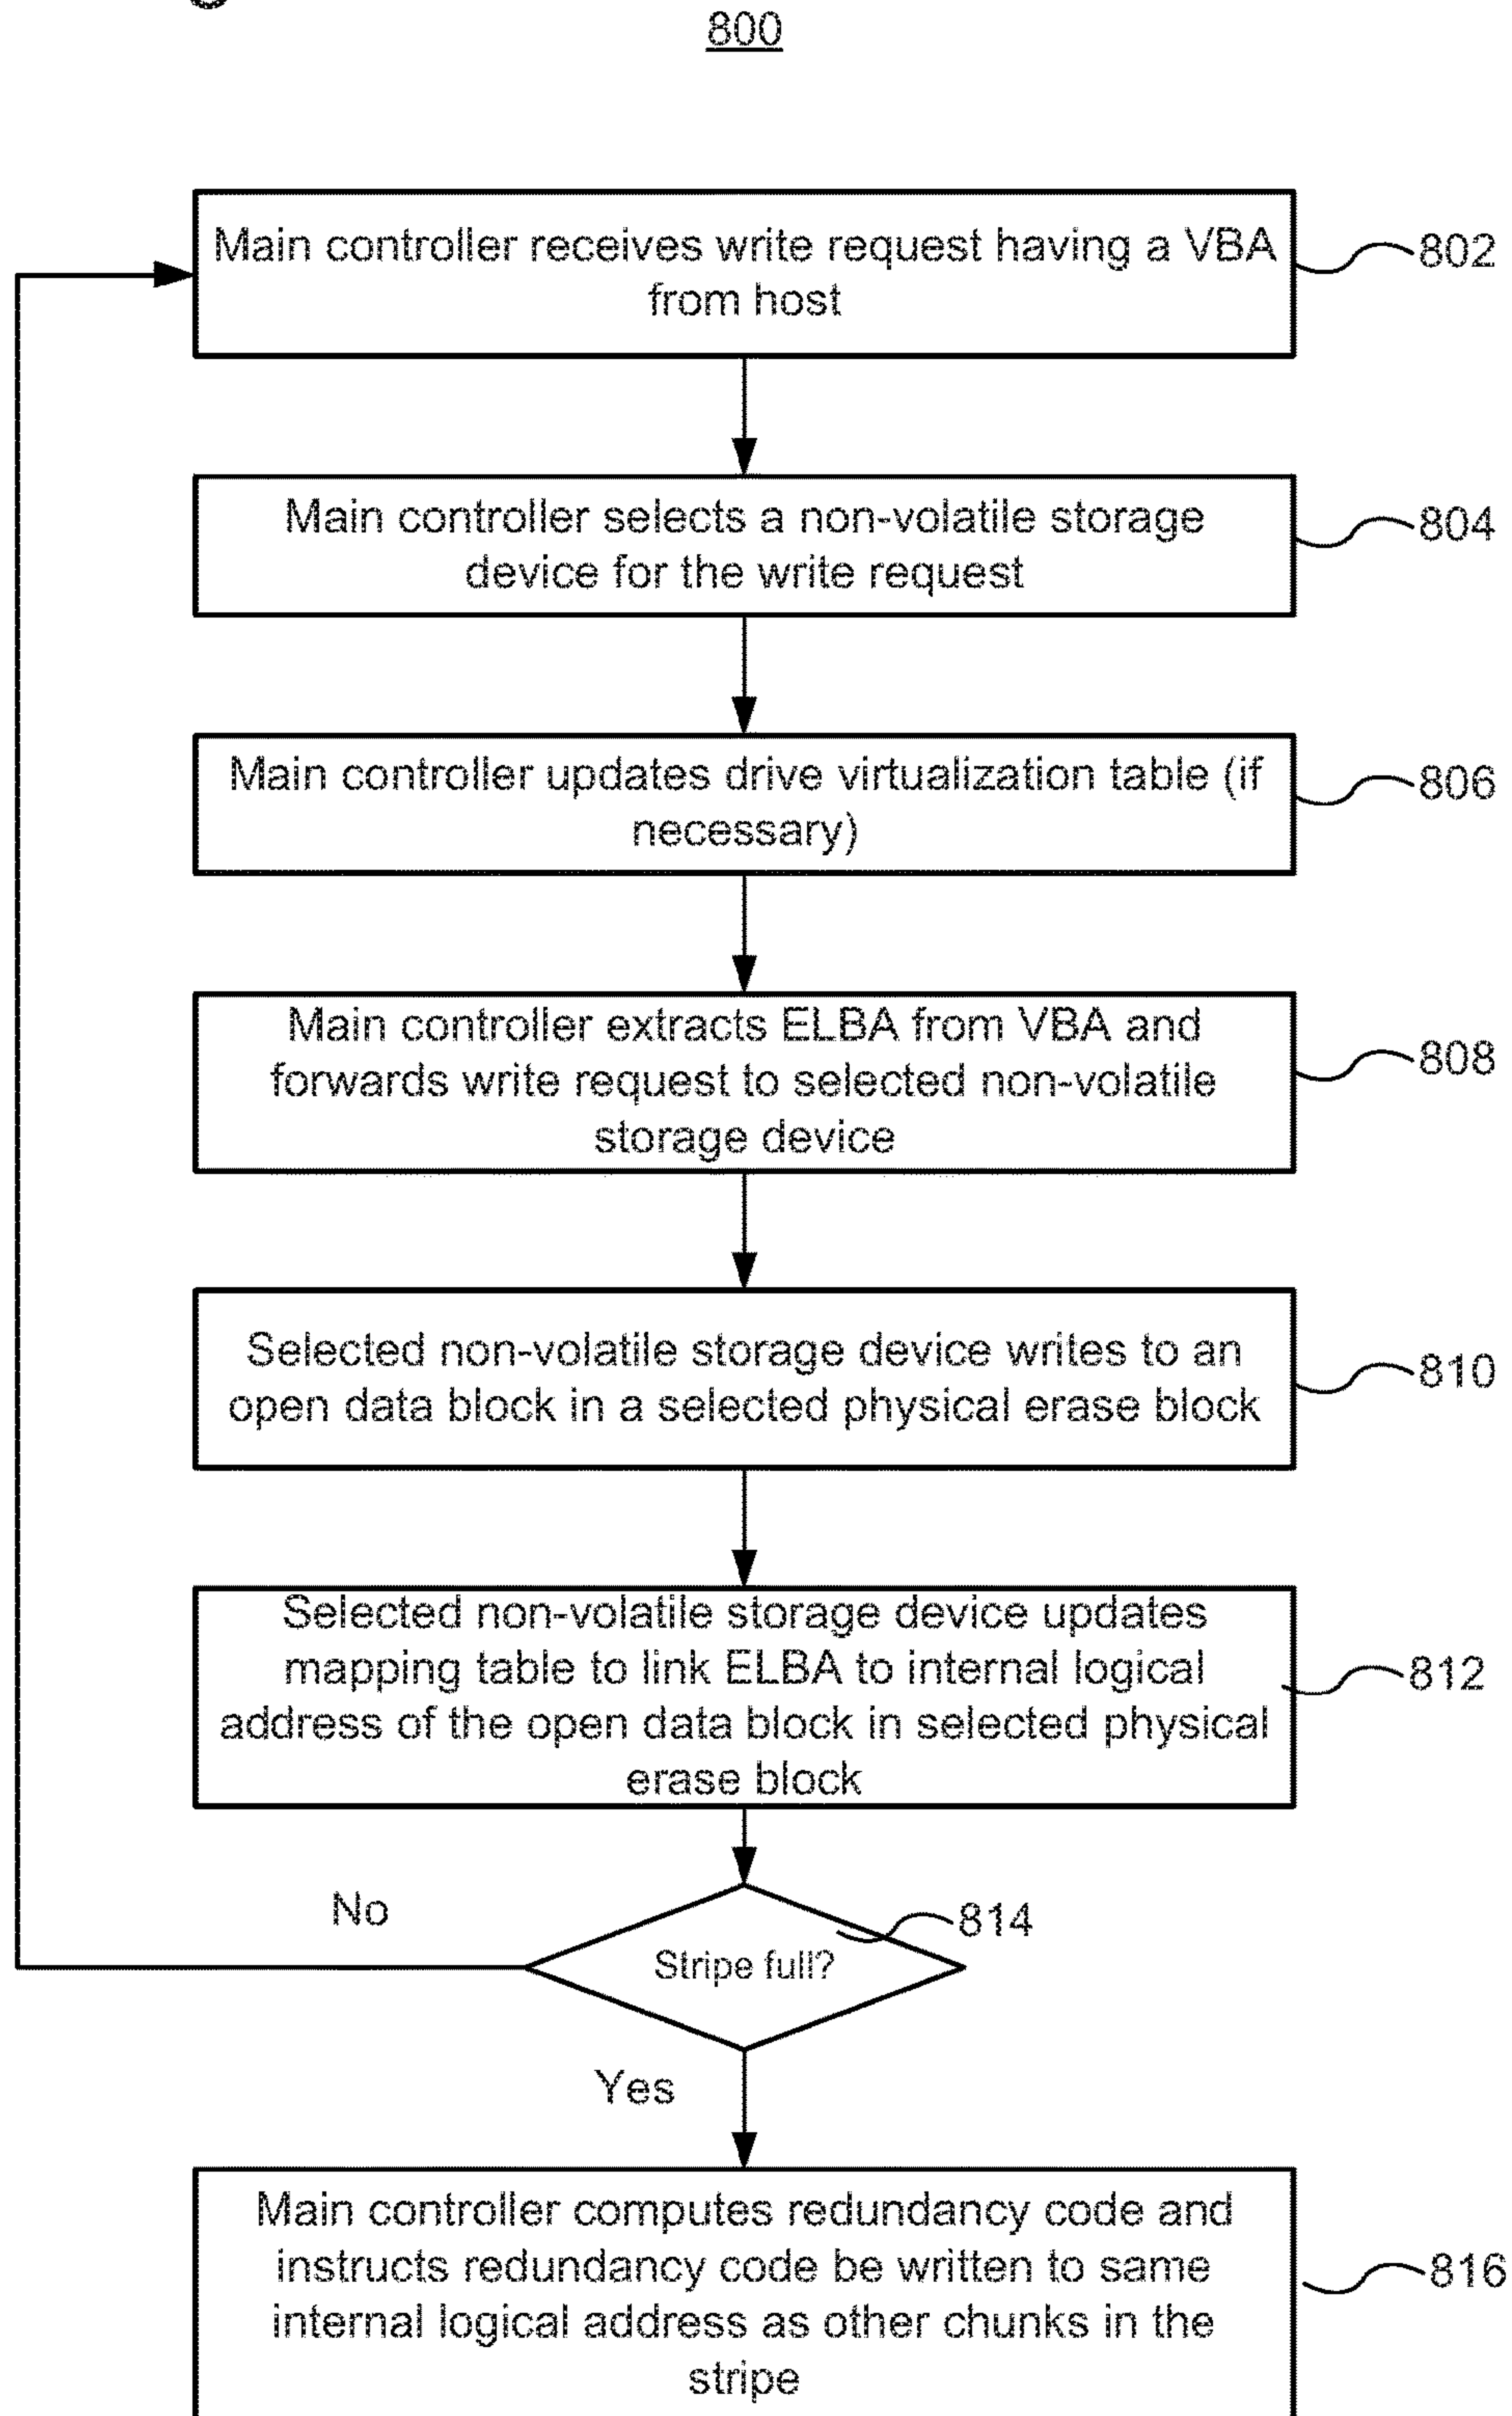 800
Main controller receives write request having a VBA
from host
802
Main controller selects a non-volatile storage
device for the write request
804
Main controller updates drive virtualization table (if
necessary)
806
Main controller extracts ELBA from VBA and
forwards write request to selected non-volatile
storage device
808
Selected non-volatile storage device writes to an
open data block in a selected physical erase block
810
Selected non-volatile storage device updates
mapping table to link ELBA to internal logical
address of the open data block in selected physical
erase block
812
No
814
Stripe full?
Yes
Main controller computes redundancy code and
instructs redundancy code be written to same
internal logical address as other chunks in the
stripe
816